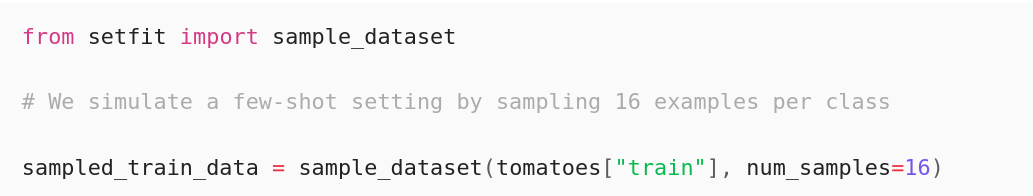 from setfit import sample_dataset
# We simulate a few-shot setting by sampling 16 examples per class
sampled_train_data = sample_dataset(tomatoes["train"], num_samples=16)